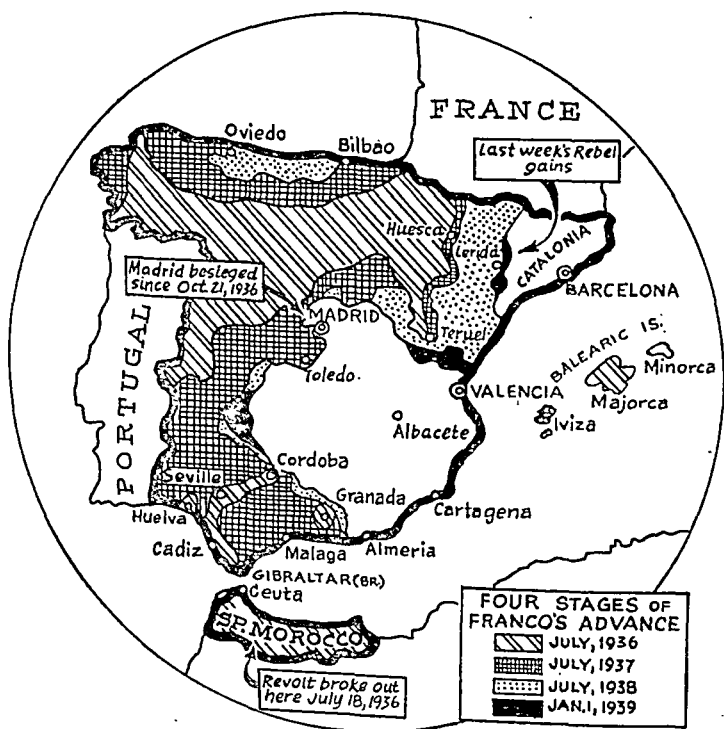 FRANCE
Oviedo
Bilbao
Last week's Rebel
gains
Huesca
Lerida
CATALONIA
BARCELONA
Madrid besieged
since Oct. 21, 1936
MADRID
Teruel
PORTUGAL
Toledo
VALENCIA
BALEARIC IS.
Minorca
Majorca
Iviza
Albacete
Cordoba
Seville
Granada
Cartagena
Huelva
Cadiz
Malaga
Almeria
GIBRALTAR (BR)
Ceuta
SP. MOROCCO
Revolt broke out
here July 18, 1936
FOUR STAGES OF
FRANCO'S ADVANCE
JULY, 1936
JULY, 1937
JULY, 1938
JAN. 1, 1939